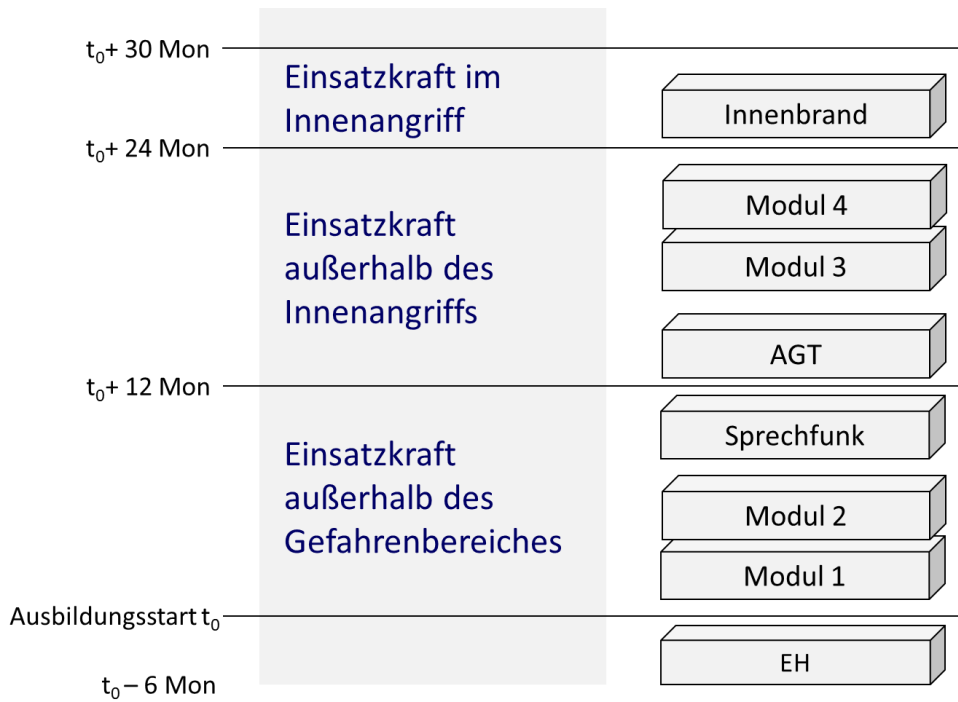 t₀+ 30 Mon
Einsatzkraft im
Innenangriff
Innenbrand
t₀+ 24 Mon
Einsatzkraft
außerhalb des
Innenangriffs
Modul 4
Modul 3
AGT
t₀+ 12 Mon
Einsatzkraft
außerhalb des
Gefahrenbereiches
Sprechfunk
Modul 2
Modul 1
Ausbildungsstart t₀
EH
t₀ – 6 Mon